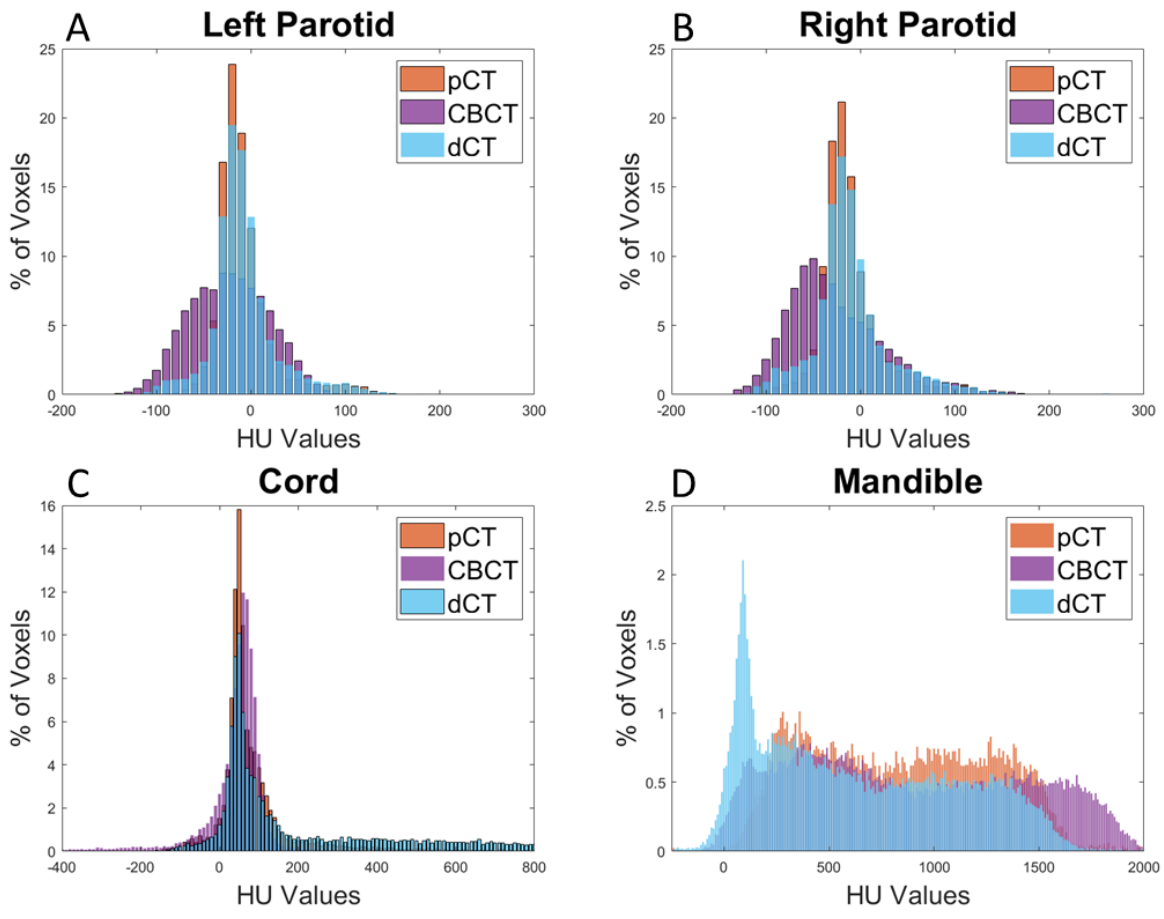 A Left Parotid
25
20
15
10
5
0
-200 -100 0 100 200 300
% of Voxels
HU Values
pCT
CBCT
dCT
B Right Parotid
25
20
15
10
5
0
-200 -100 0 100 200 300
% of Voxels
HU Values
pCT
CBCT
dCT
C Cord
16
14
12
10
8
6
4
2
0
-400 -200 0 200 400 600 800
% of Voxels
HU Values
pCT
CBCT
dCT
D Mandible
2.5
2
1.5
1
0.5
0
0 500 1000 1500 2000
% of Voxels
HU Values
pCT
CBCT
dCT